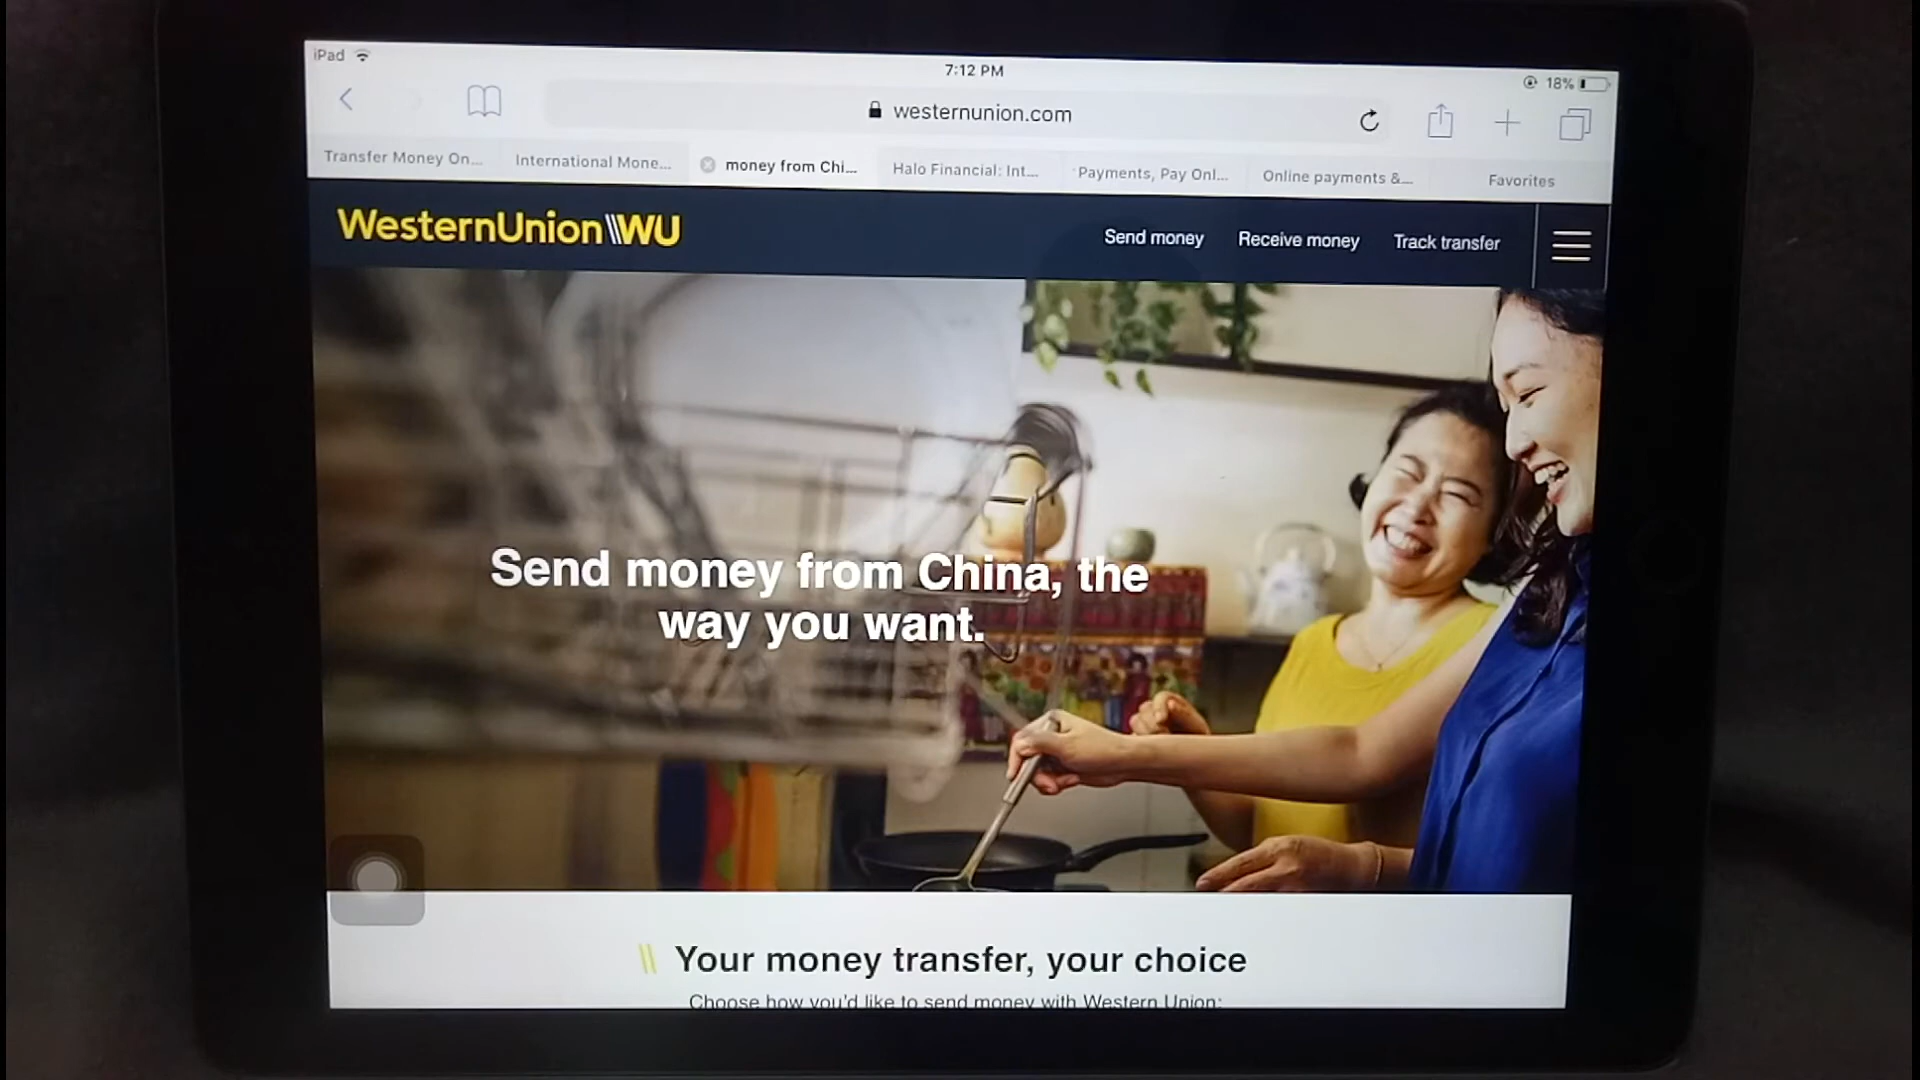 iPad
7:12 PM
18%
westernunion.com
Transfer Money On...
International Mone...
money from Chi...
Halo Financial: Int...
Payments, Pay Onl...
Online payments &...
Favorites
WesternUnion\\WU
Send money
Receive money
Track transfer
Send money from China, the
way you want.
Your money transfer, your choice
Choose how you'd like to send money with Western Union: